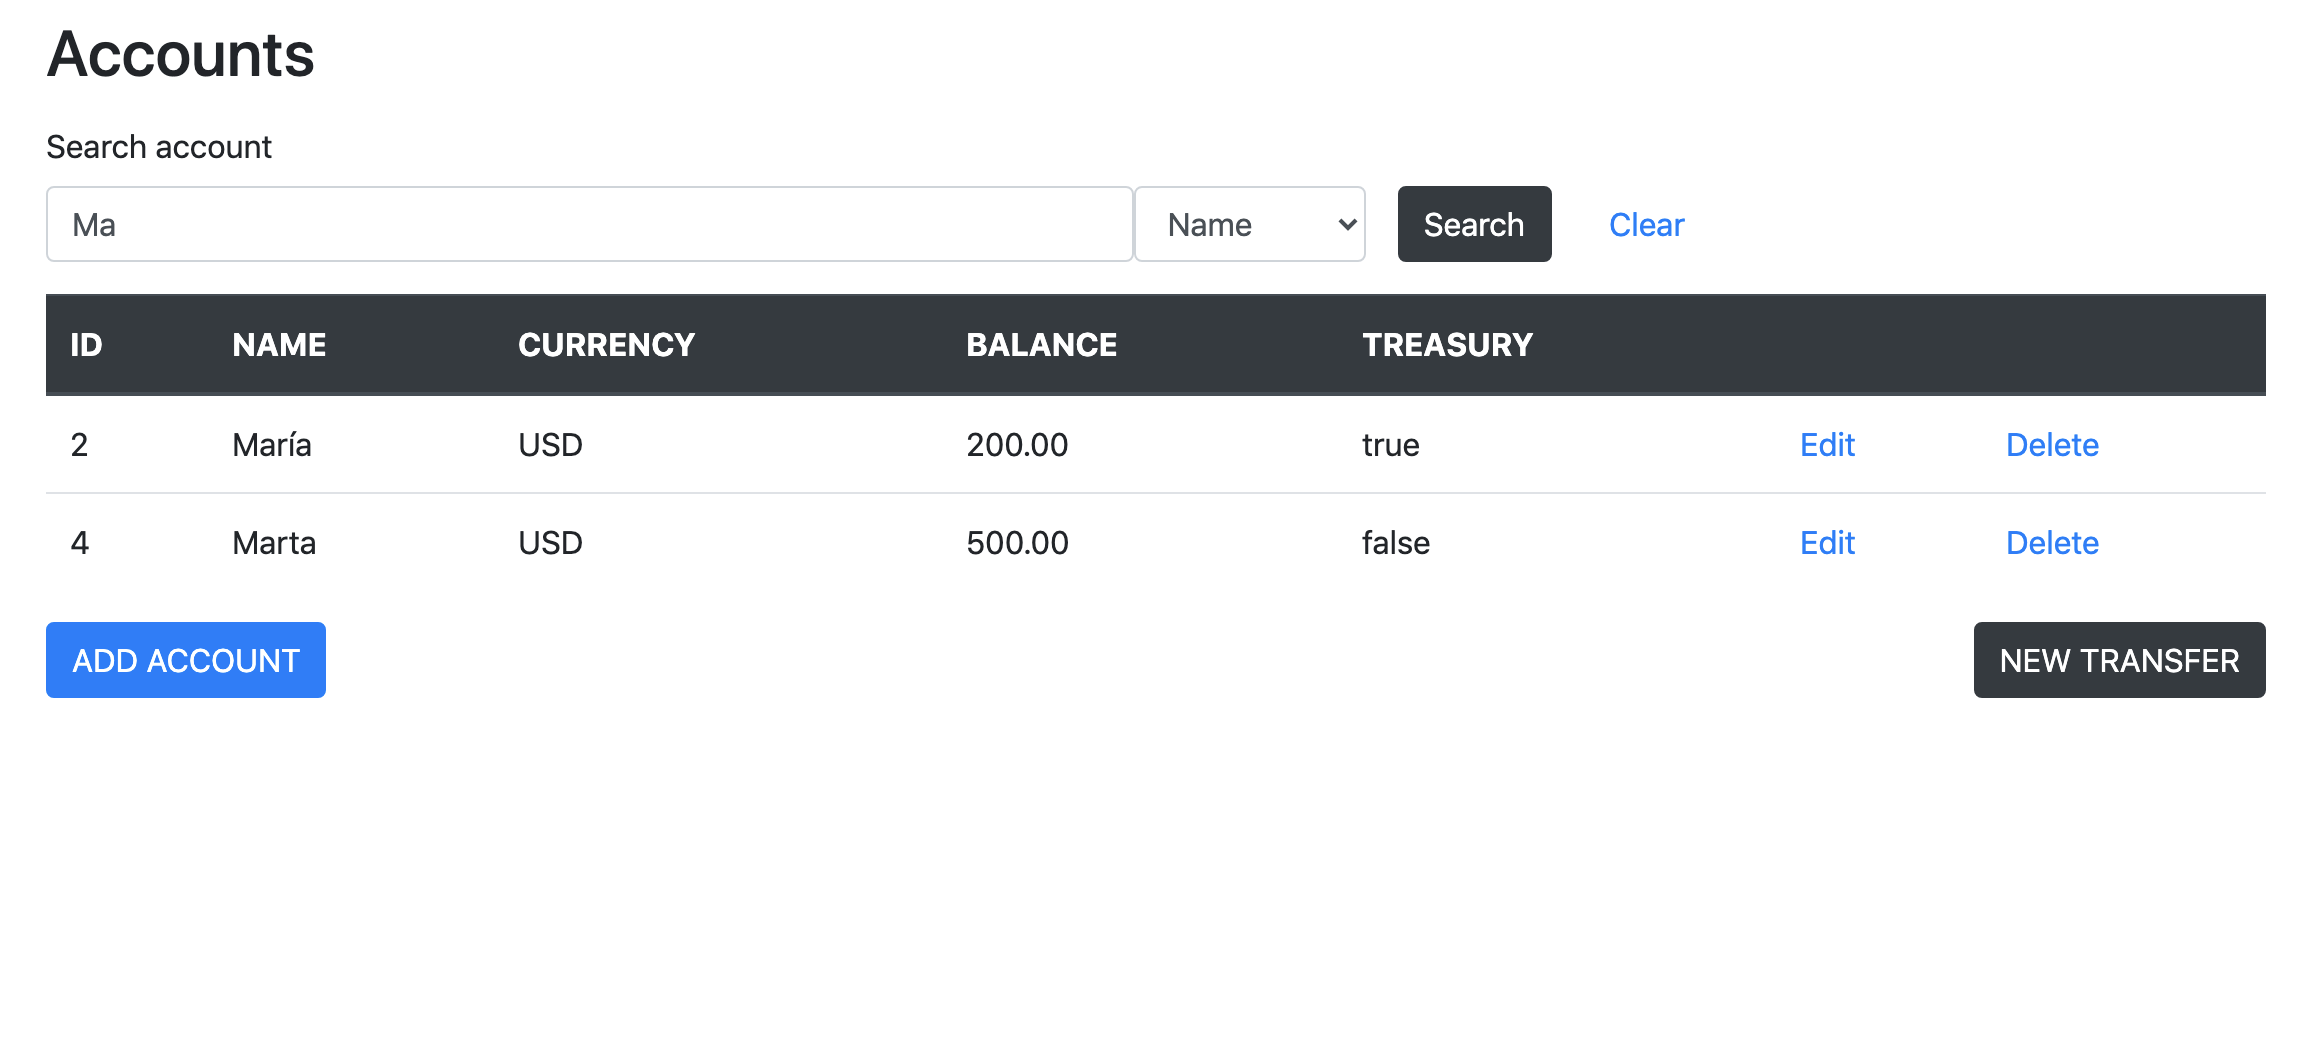 Accounts
Search account
Ma Name Search Clear
ID NAME CURRENCY BALANCE TREASURY
2 María USD 200.00 true Edit Delete
4 Marta USD 500.00 false Edit Delete
ADD ACCOUNT NEW TRANSFER